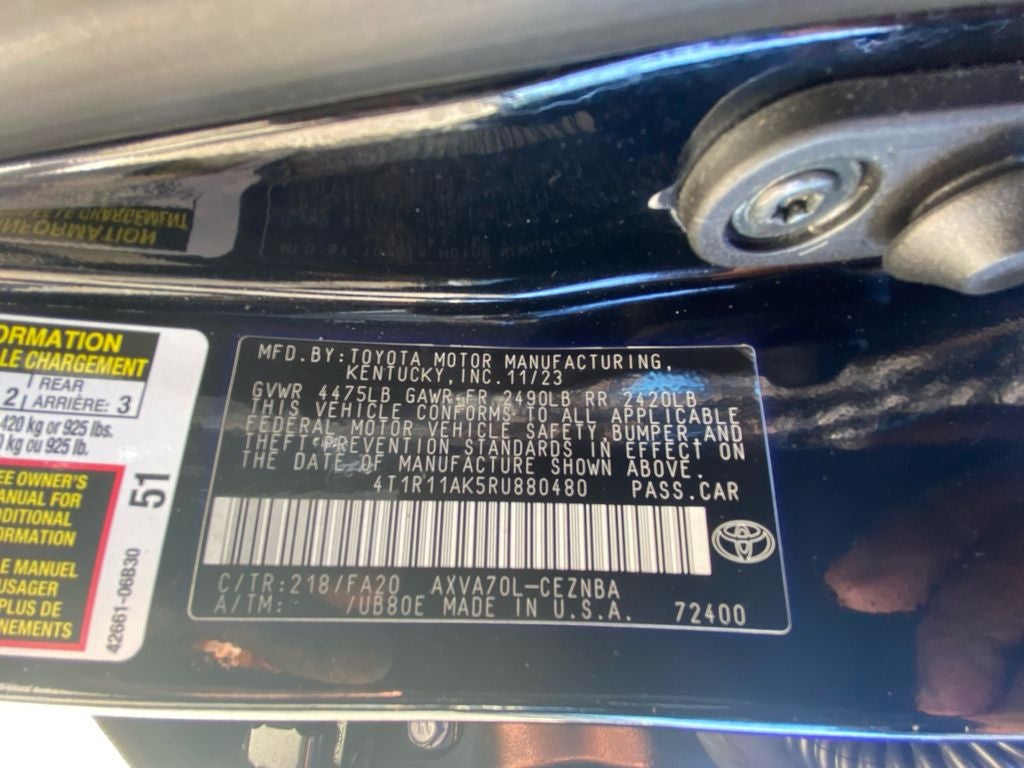 ORMATION
LE CHARGEMENT
2 REAR 3
ARRIÈRE:
420 kg or 925 lbs.
kg ou 925 lb.
EE OWNER'S
ANUAL FOR
DDITIONAL
ORMATION
E MANUEL
USAGER
PLUS DE
NEMENTS
51
42661-06B30
MFD.BY:TOYOTA MOTOR MANUFACTURING,
KENTUCKY, INC.11/23
GVWR 4475LB GAWR-FR 2490LB RR 2420LB
THIS VEHICLE CONFORMS TO ALL APPLICABLE
FEDERAL MOTOR VEHICLE SAFETY,BUMPER AND
THEFT PREVENTION STANDARDS IN EFFECT ON
THE DATE OF MANUFACTURE SHOWN ABOVE.
4T1R11AK5RU880480 PASS.CAR
C/TR:218/FA20 AXVA70L-CEZNBA
A/TM: /UB80E MADE IN U.S.A. 72400